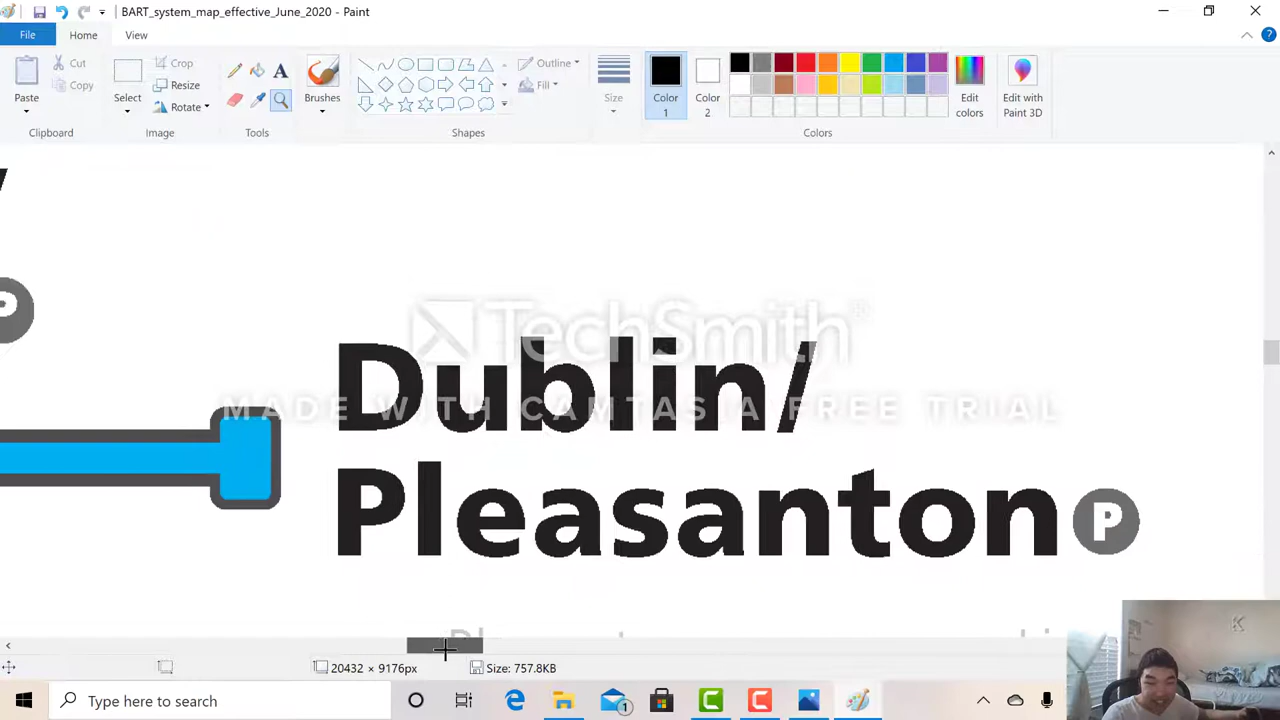 BART_system_map_effective_June_2020 - Paint
File
Home
View
Paste
Cut
Copy
Clipboard
Select
Crop
Resize
Rotate
Image
A
Tools
Brushes
Outline
Fill
Shapes
Size
Color
1
Color
2
Edit
colors
Edit with
Paint 3D
Colors
P
TechSmith
Dublin/
MADE WITH CAMTASIA FREE TRIAL
Pleasanton P
20432 × 9176px
Size: 757.8KB
K
Type here to search
1